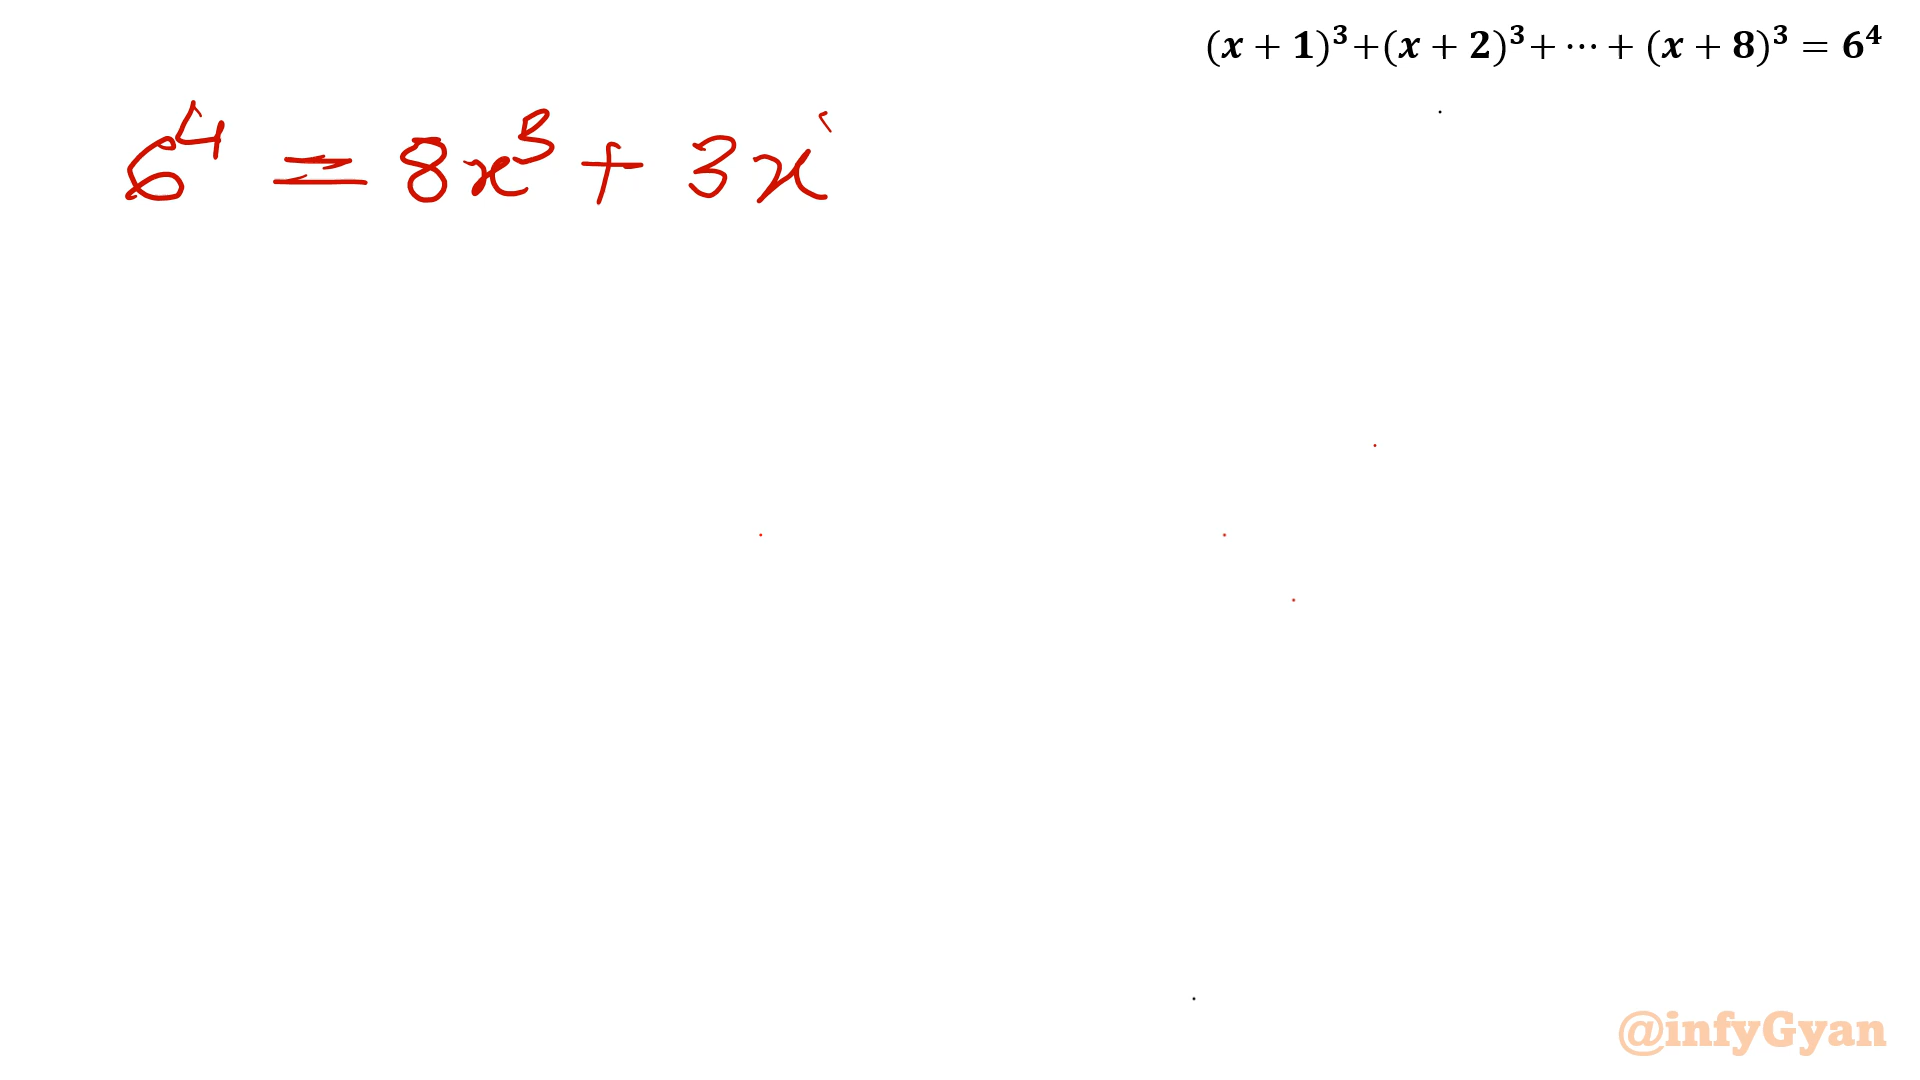 (x + 1)³+(x + 2)³+ ⋯ + (x + 8)³ = 6⁴
6⁴ = 8x³ + 3x
@infyGyan